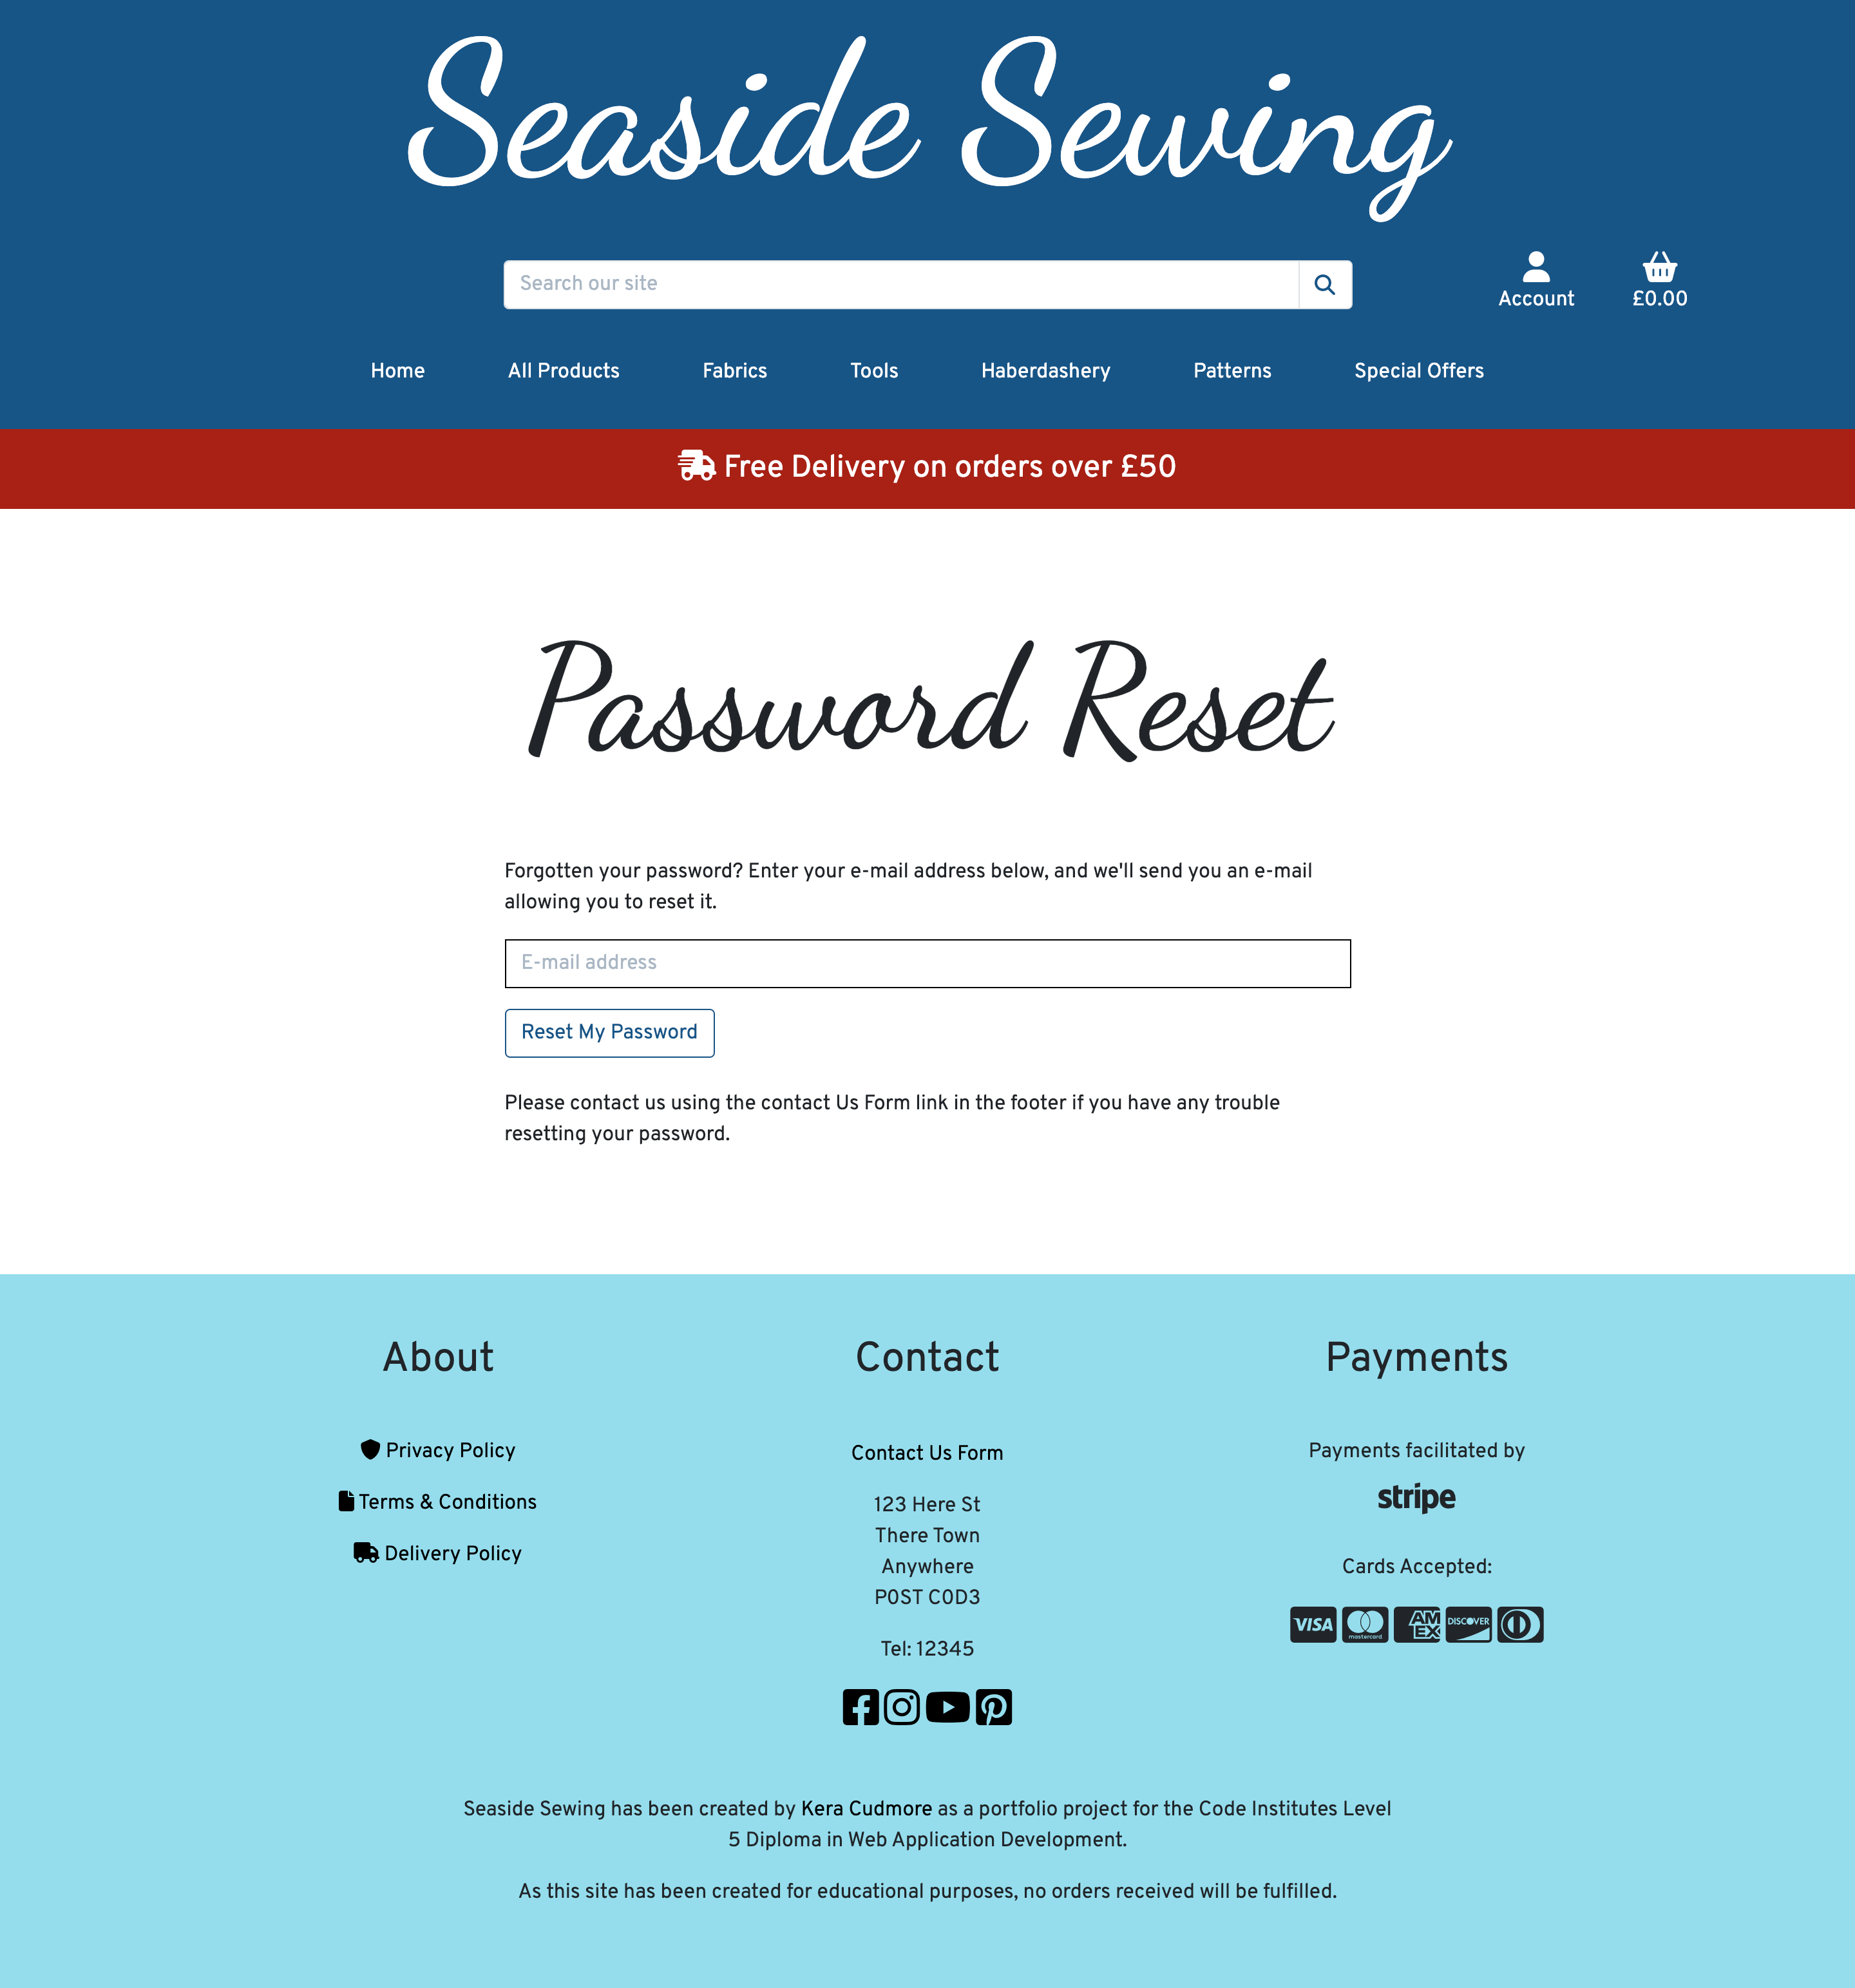 Seaside Sewing
Search our site
Account
£0.00
Home
All Products
Fabrics
Tools
Haberdashery
Patterns
Special Offers
Free Delivery on orders over £50
Password Reset
Forgotten your password? Enter your e-mail address below, and we'll send you an e-mail
allowing you to reset it.
E-mail address
Reset My Password
Please contact us using the contact Us Form link in the footer if you have any trouble
resetting your password.
About
Privacy Policy
Terms & Conditions
Delivery Policy
Contact
Contact Us Form
123 Here St
There Town
Anywhere
P0ST C0D3
Tel: 12345
Payments
Payments facilitated by
stripe
Cards Accepted:
VISA
mastercard
AM
EX
DISCOVER
Seaside Sewing has been created by Kera Cudmore as a portfolio project for the Code Institutes Level
5 Diploma in Web Application Development.
As this site has been created for educational purposes, no orders received will be fulfilled.